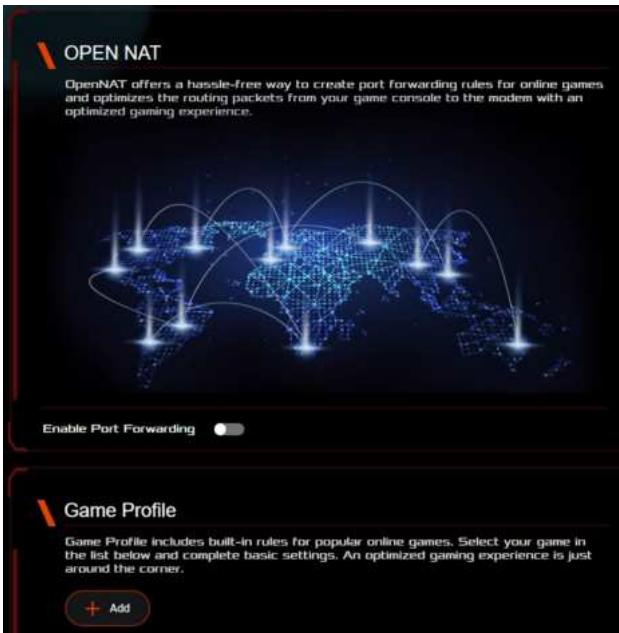 OPEN NAT
OpenNAT offers a hassle-free way to create port forwarding rules for online games
and optimizes the routing packets from your game console to the modem with an
optimized gaming experience.
Enable Port Forwarding
Game Profile
Game Profile includes built-in rules for popular online games. Select your game in
the list below and complete basic settings. An optimized gaming experience is just
around the corner.
+ Add